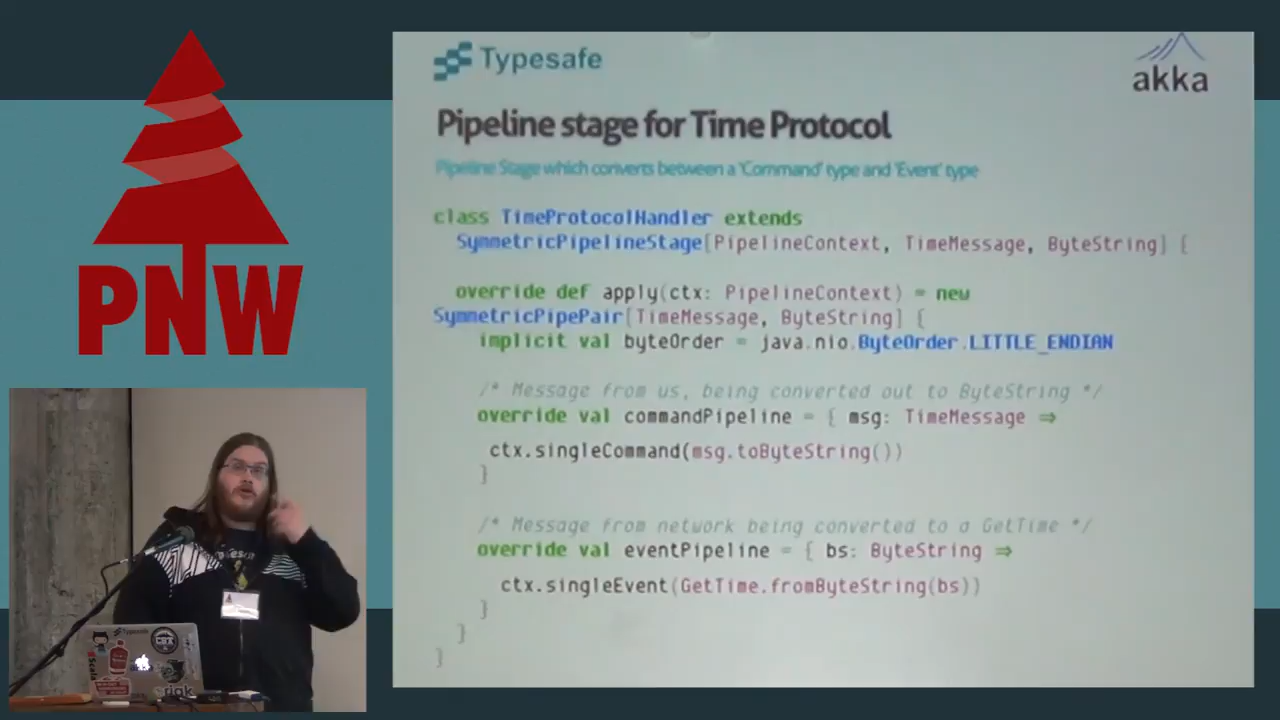 PNW
Typesafe
akka
Pipeline stage for Time Protocol
Pipeline Stage which converts between a 'Command' type and 'Event' type
class TimeProtocolHandler extends
SymmetricPipelineStage[PipelineContext, TimeMessage, ByteString] {
override def apply(ctx: PipelineContext) = new
SymmetricPipePair[TimeMessage, ByteString] {
implicit val byteOrder = java.nio.ByteOrder.LITTLE_ENDIAN
/* Message from us, being converted out to ByteString */
override val commandPipeline = { msg: TimeMessage ⇒
ctx.singleCommand(msg.toByteString())
}
/* Message from network being converted to a GetTime */
override val eventPipeline = { bs: ByteString ⇒
ctx.singleEvent(GetTime.fromByteString(bs))
}
}
}
Typesafe
Scala
riak